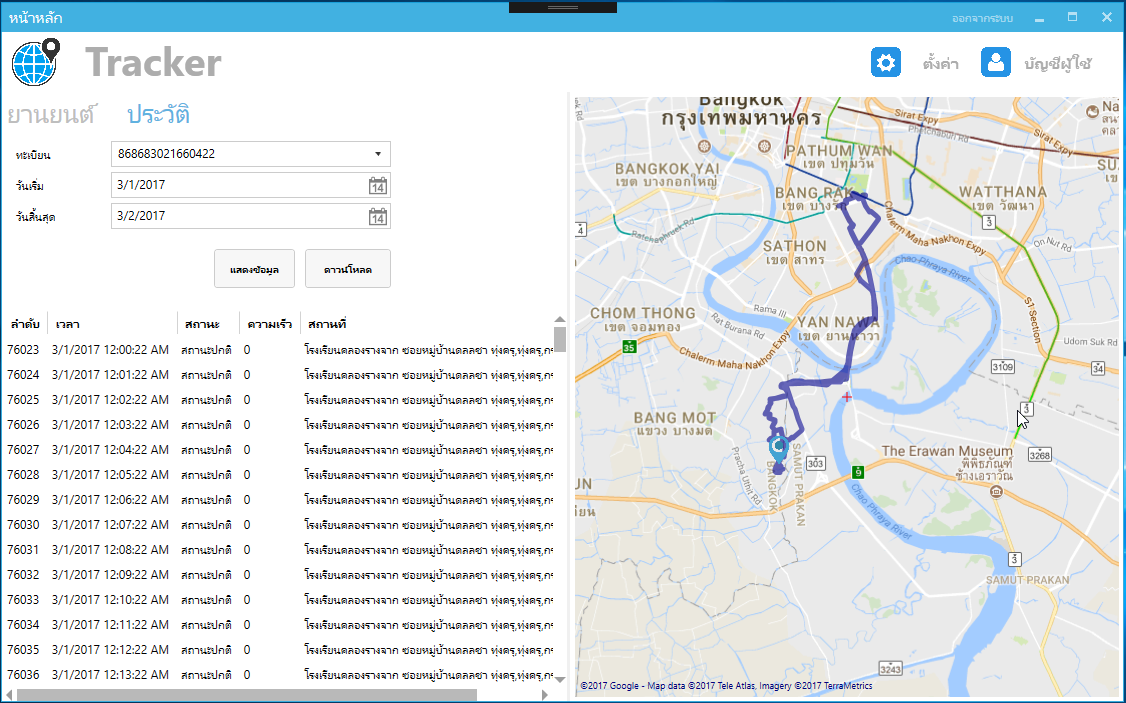 หน้าหลัก ออกจากระบบ
Tracker ตั้งค่า บัญชีผู้ใช้
ยานยนต์ ประวัติ
ทะเบียน 868683021660422
วันเริ่ม 3/1/2017 14
วันสิ้นสุด 3/2/2017 14
แสดงข้อมูล ดาวน์โหลด
ลำดับ เวลา สถานะ ความเร็ว สถานที่
76023 3/1/2017 12:00:22 AM สถานะปกติ 0 โรงเรียนคลองรางจาก ซอยหมู่บ้านดลลชา ทุ่งครุ,ทุ่งครุ,กร
76024 3/1/2017 12:01:22 AM สถานะปกติ 0 โรงเรียนคลองรางจาก ซอยหมู่บ้านดลลชา ทุ่งครุ,ทุ่งครุ,กร
76025 3/1/2017 12:02:22 AM สถานะปกติ 0 โรงเรียนคลองรางจาก ซอยหมู่บ้านดลลชา ทุ่งครุ,ทุ่งครุ,กร
76026 3/1/2017 12:03:22 AM สถานะปกติ 0 โรงเรียนคลองรางจาก ซอยหมู่บ้านดลลชา ทุ่งครุ,ทุ่งครุ,กร
76027 3/1/2017 12:04:22 AM สถานะปกติ 0 โรงเรียนคลองรางจาก ซอยหมู่บ้านดลลชา ทุ่งครุ,ทุ่งครุ,กร
76028 3/1/2017 12:05:22 AM สถานะปกติ 0 โรงเรียนคลองรางจาก ซอยหมู่บ้านดลลชา ทุ่งครุ,ทุ่งครุ,กร
76029 3/1/2017 12:06:22 AM สถานะปกติ 0 โรงเรียนคลองรางจาก ซอยหมู่บ้านดลลชา ทุ่งครุ,ทุ่งครุ,กร
76030 3/1/2017 12:07:22 AM สถานะปกติ 0 โรงเรียนคลองรางจาก ซอยหมู่บ้านดลลชา ทุ่งครุ,ทุ่งครุ,กร
76031 3/1/2017 12:08:22 AM สถานะปกติ 0 โรงเรียนคลองรางจาก ซอยหมู่บ้านดลลชา ทุ่งครุ,ทุ่งครุ,กร
76032 3/1/2017 12:09:22 AM สถานะปกติ 0 โรงเรียนคลองรางจาก ซอยหมู่บ้านดลลชา ทุ่งครุ,ทุ่งครุ,กร
76033 3/1/2017 12:10:22 AM สถานะปกติ 0 โรงเรียนคลองรางจาก ซอยหมู่บ้านดลลชา ทุ่งครุ,ทุ่งครุ,กร
76034 3/1/2017 12:11:22 AM สถานะปกติ 0 โรงเรียนคลองรางจาก ซอยหมู่บ้านดลลชา ทุ่งครุ,ทุ่งครุ,กร
76035 3/1/2017 12:12:22 AM สถานะปกติ 0 โรงเรียนคลองรางจาก ซอยหมู่บ้านดลลชา ทุ่งครุ,ทุ่งครุ,กร
76036 3/1/2017 12:13:22 AM สถานะปกติ 0 โรงเรียนคลองรางจาก ซอยหมู่บ้านดลลชา ทุ่งครุ,ทุ่งครุ,กร
Bangkok
กรุงเทพมหานคร
Sirat Expy
Phetchaburi Rd
Sirat Expy
PATHUM WAN
เขต ปทุมวัน
BANGKOK YAI
เขต บางกอกใหญ่
BANG RAK
เขต บางรัก
WATTHANA
เขต วัฒนา
3
4
Ratchaphruek Rd
Chalerm Maha Nakhon Expy
On Nut Rd
SATHON
เขต สาทร
Chao Phraya River
S1 Section
CHOM THONG
เขต จอมทอง
Rama III
Rat Burana Rd
YAN NAWA
เขต ยานนาวา
35
Chalerm Maha Nakhon Expy
Udom Suk Rd
3109
34
3
BANG MOT
แขวง บางมด
The Erawan Museum
พิพิธภัณฑ์
ช้างเอราวัณ
3268
303
9
Pracha Uthit Rd
BANGKOK
SAMUT PRAKAN
Chao Phraya River
3
SAMUT PRAKAN
3243
©2017 Google - Map data ©2017 Tele Atlas, Imagery ©2017 TerraMetrics